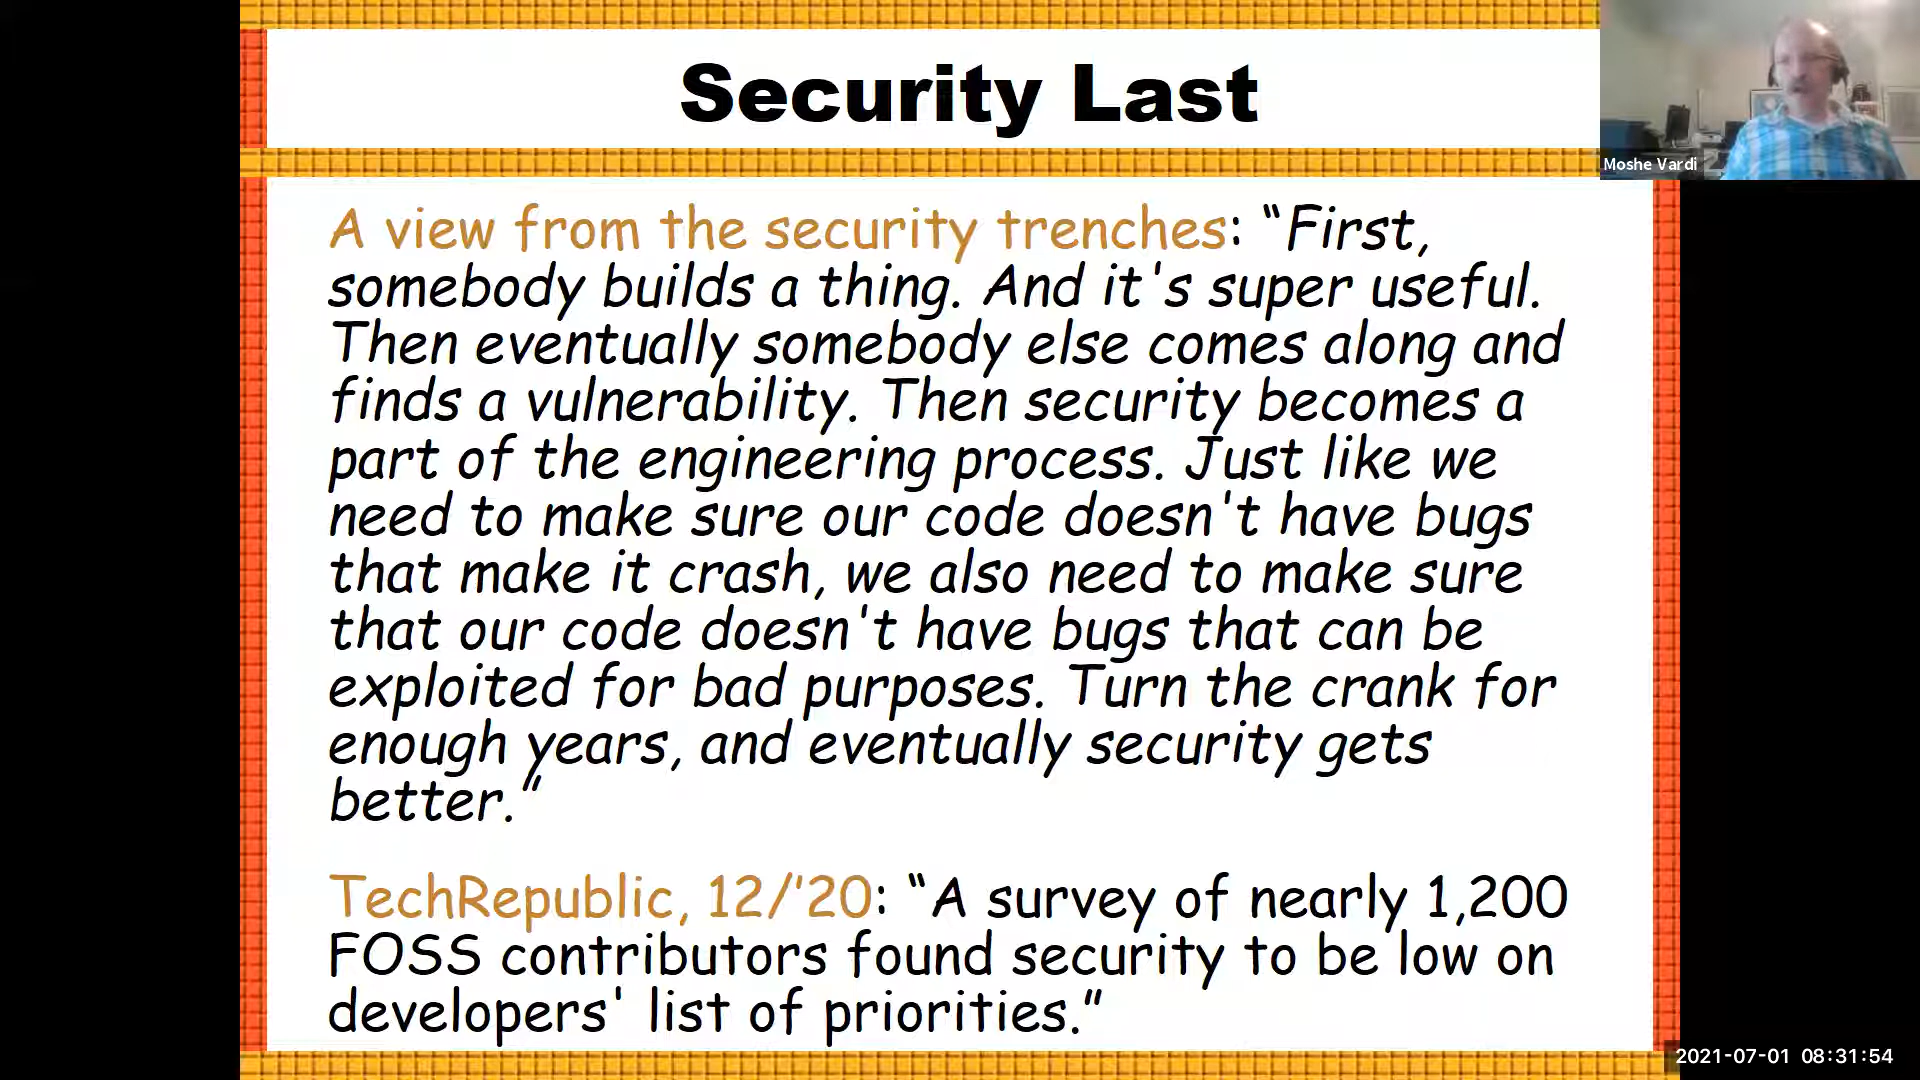 Security Last
Moshe Vardi
A view from the security trenches: “First,
somebody builds a thing. And it's super useful.
Then eventually somebody else comes along and
finds a vulnerability. Then security becomes a
part of the engineering process. Just like we
need to make sure our code doesn't have bugs
that make it crash, we also need to make sure
that our code doesn't have bugs that can be
exploited for bad purposes. Turn the crank for
enough years, and eventually security gets
better.”
TechRepublic, 12/’20: “A survey of nearly 1,200
FOSS contributors found security to be low on
developers' list of priorities.”
2021-07-01 08:31:54